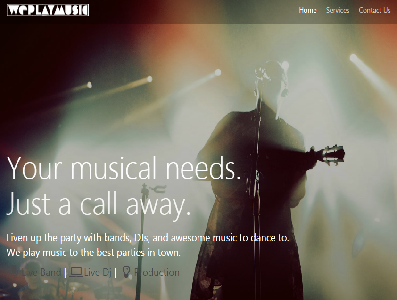 WePLAYMUSIC
Home Services Contact Us
Your musical needs.
Just a call away.
Liven up the party with bands, DJs, and awesome music to dance to.
We play music to the best parties in town.
Live Band | Live Dj | Production